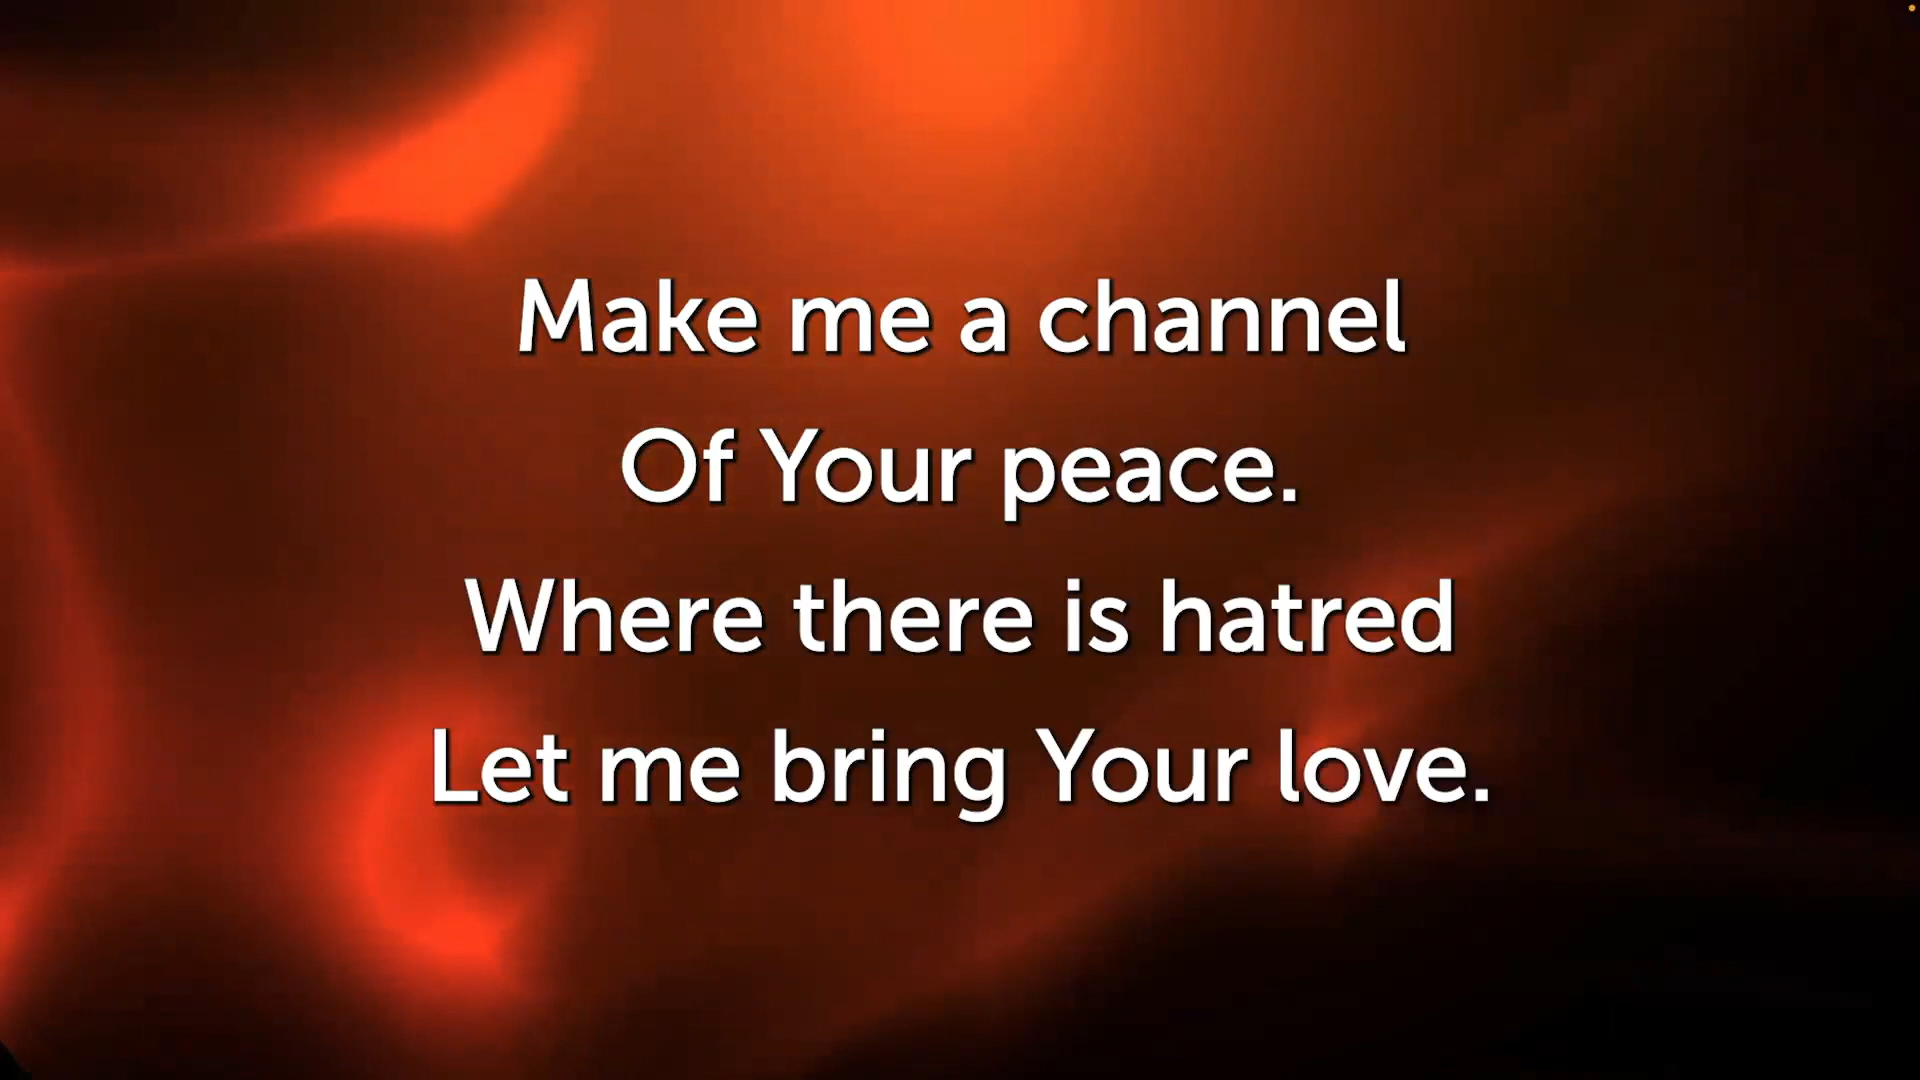 Make me a channel
Of Your peace.
Where there is hatred
Let me bring Your love.